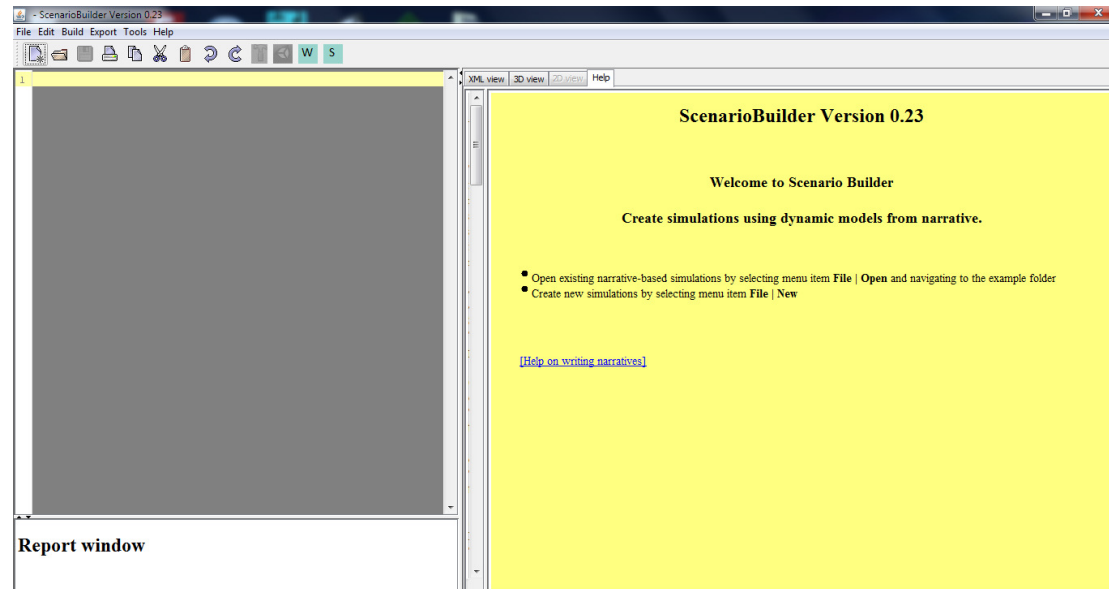 - ScenarioBuilder Version 0.23
File Edit Build Export Tools Help
W S
1
XML view 3D view 2D view Help
ScenarioBuilder Version 0.23
Welcome to Scenario Builder
Create simulations using dynamic models from narrative.
Open existing narrative-based simulations by selecting menu item File | Open and navigating to the example folder
Create new simulations by selecting menu item File | New
[Help on writing narratives]
Report window